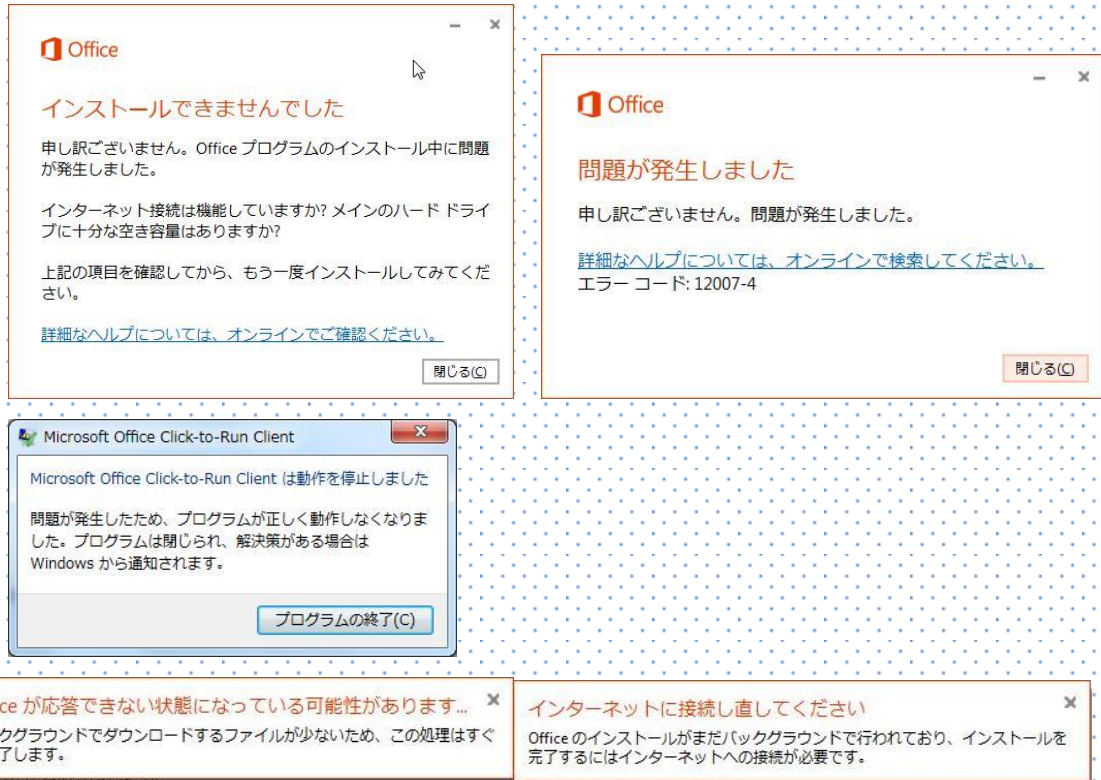 Office
インストールできませんでした
申し訳ございません。Office プログラムのインストール中に問題
が発生しました。
インターネット接続は機能していますか? メインのハード ドライ
ブに十分な空き容量はありますか?
上記の項目を確認してから、もう一度インストールしてみてくだ
さい。
詳細なヘルプについては、オンラインでご確認ください。
閉じる(C)
Office
問題が発生しました
申し訳ございません。問題が発生しました。
詳細なヘルプについては、オンラインで検索してください。
エラー コード: 12007-4
閉じる(C)
Microsoft Office Click-to-Run Client
Microsoft Office Click-to-Run Client は動作を停止しました
問題が発生したため、プログラムが正しく動作しなくなりま
した。プログラムは閉じられ、解決策がある場合は
Windows から通知されます。
プログラムの終了(C)
ce が応答できない状態になっている可能性があります...
クグラウンドでダウンロードするファイルが少ないため、この処理はすぐ
了します。
インターネットに接続し直してください
Office のインストールがまだバックグラウンドで行われており、インストールを
完了するにはインターネットへの接続が必要です。